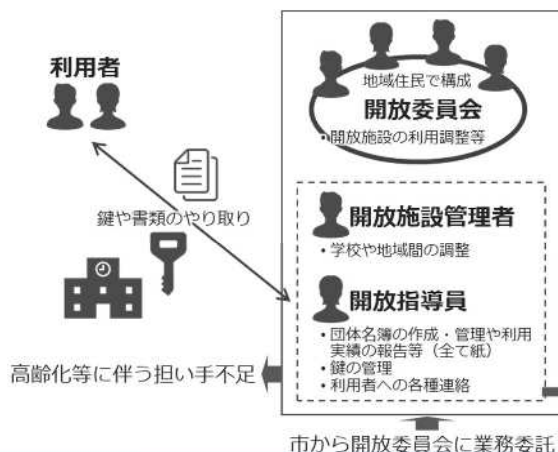 利用者
地域住民で構成
開放委員会
・開放施設の利用調整等
鍵や書類のやり取り
開放施設管理者
・学校や地域間の調整
開放指導員
・団体名簿の作成・管理や利用
実績の報告等（全て紙）
・鍵の管理
・利用者への各種連絡
高齢化等に伴う担い手不足
市から開放委員会に業務委託